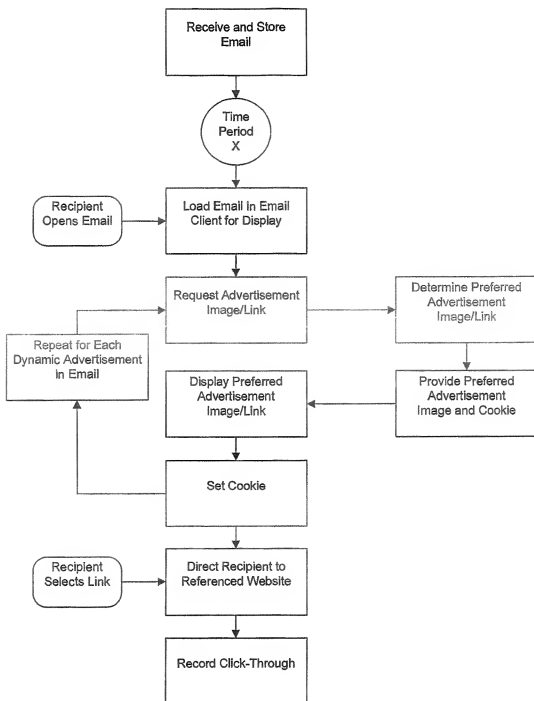 Receive and Store
Email
Time
Period
X
Recipient
Opens Email
Load Email in Email
Client for Display
Request Advertisement
Image/Link
Determine Preferred
Advertisement
Image/Link
Repeat for Each
Dynamic Advertisement
in Email
Display Preferred
Advertisement
Image/Link
Provide Preferred
Advertisement
Image and Cookie
Set Cookie
Recipient
Selects Link
Direct Recipient to
Referenced Website
Record Click-Through